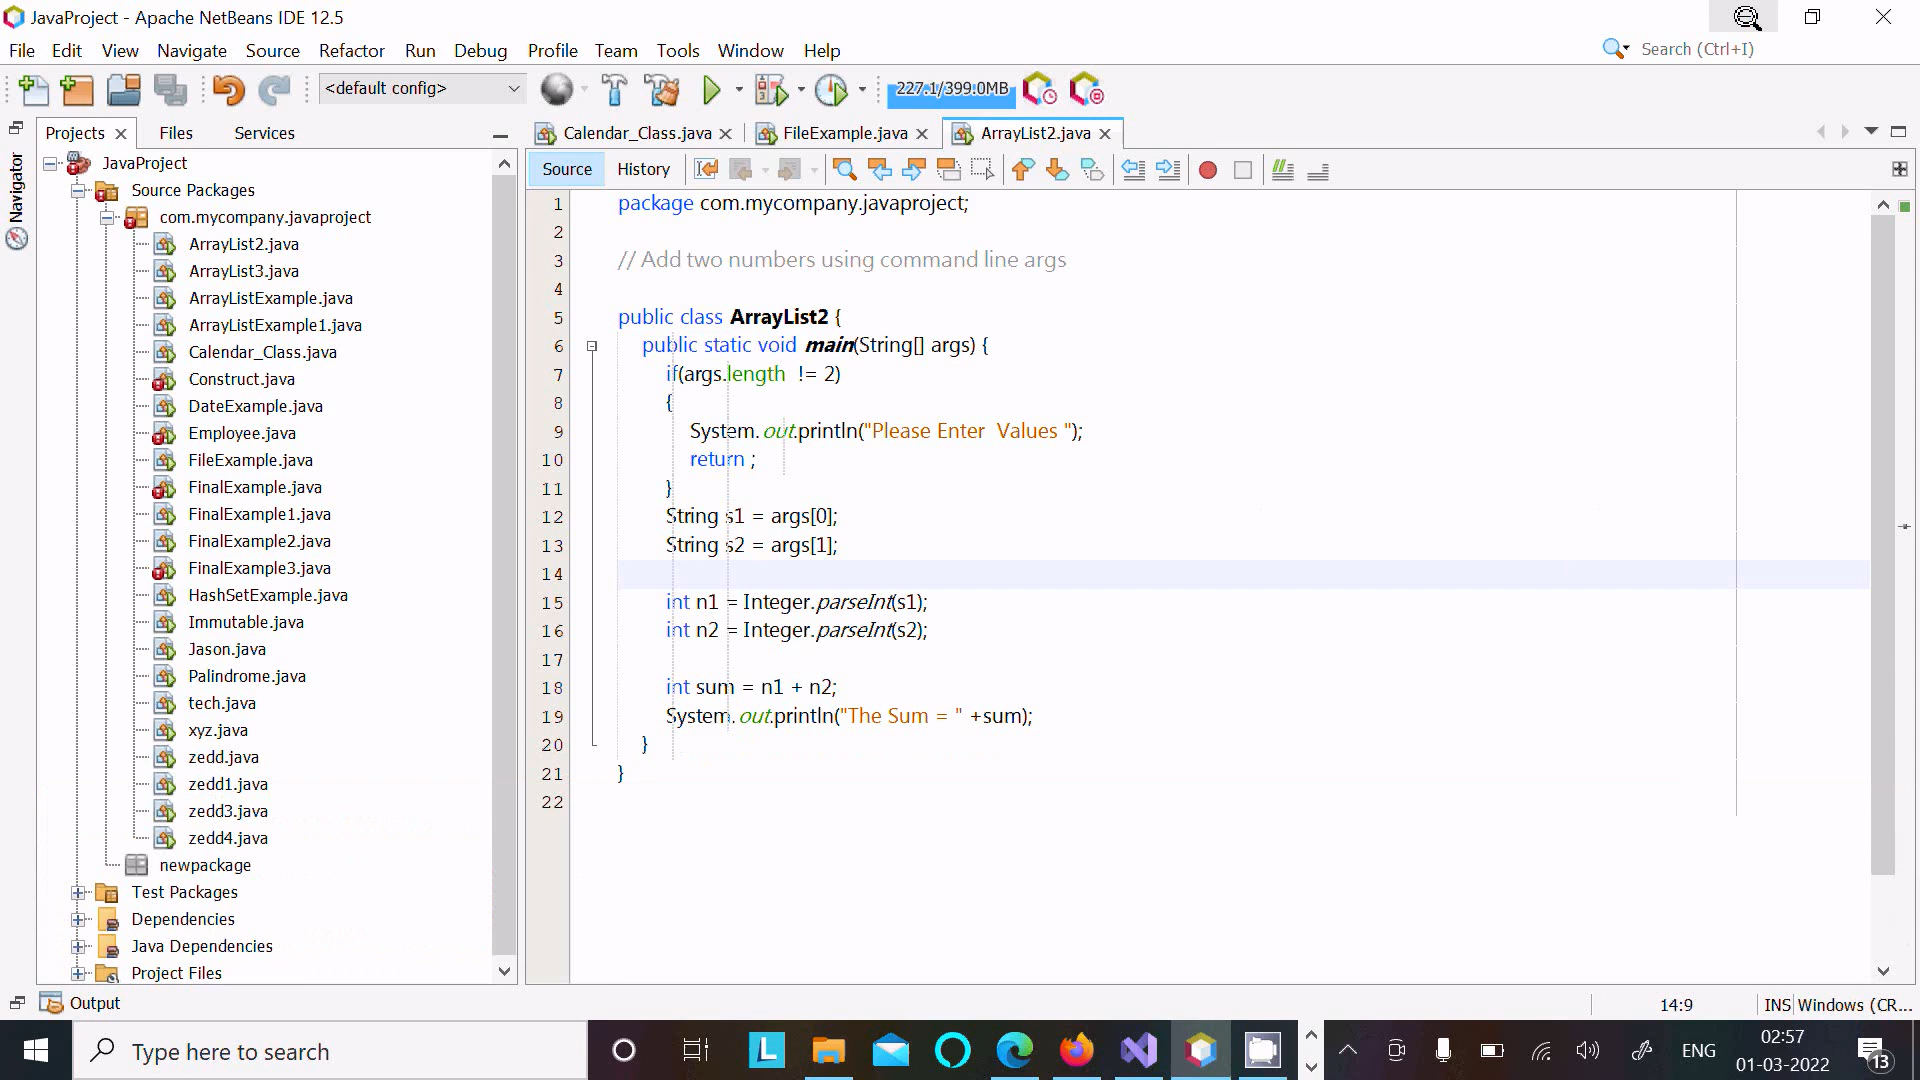 JavaProject - Apache NetBeans IDE 12.5
File Edit View Navigate Source Refactor Run Debug Profile Team Tools Window Help
Search (Ctrl+I)
<default config>
227.1/399.0MB
Projects Files Services
Calendar_Class.java FileExample.java ArrayList2.java
Source History
Navigator
JavaProject
Source Packages
com.mycompany.javaproject
ArrayList2.java
ArrayList3.java
ArrayListExample.java
ArrayListExample1.java
Calendar_Class.java
Construct.java
DateExample.java
Employee.java
FileExample.java
FinalExample.java
FinalExample1.java
FinalExample2.java
FinalExample3.java
HashSetExample.java
Immutable.java
Jason.java
Palindrome.java
tech.java
xyz.java
zedd.java
zedd1.java
zedd3.java
zedd4.java
newpackage
Test Packages
Dependencies
Java Dependencies
Project Files
1 package com.mycompany.javaproject;
2
3 // Add two numbers using command line args
4
5 public class ArrayList2 {
6 public static void main(String[] args) {
7 if(args.length != 2)
8 {
9 System.out.println("Please Enter Values ");
10 return ;
11 }
12 String s1 = args[0];
13 String s2 = args[1];
14
15 int n1 = Integer.parseInt(s1);
16 int n2 = Integer.parseInt(s2);
17
18 int sum = n1 + n2;
19 System.out.println("The Sum = " +sum);
20 }
21 }
22
Output
14:9 INS Windows (CR...
Type here to search
L
ENG
02:57
01-03-2022
13